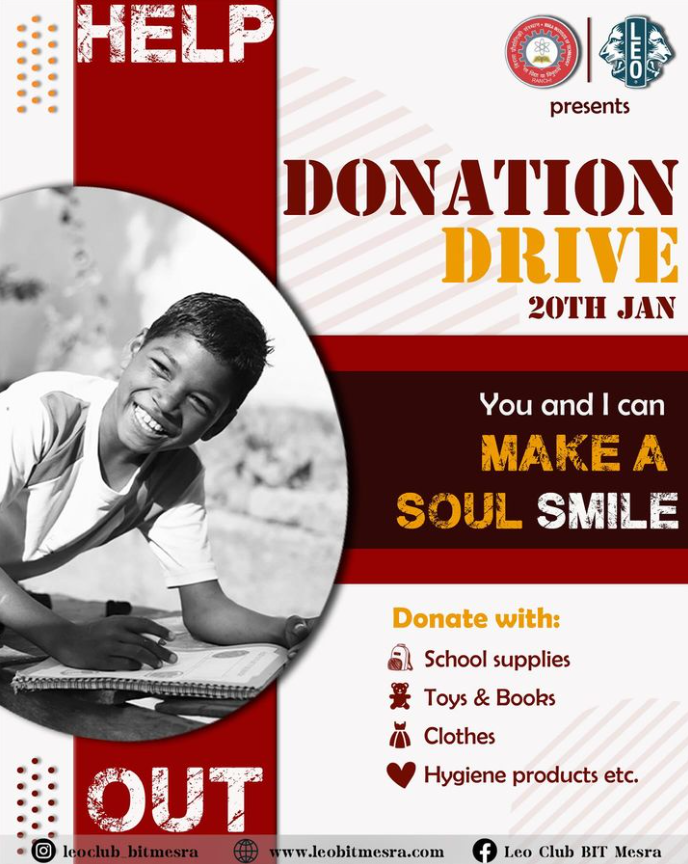 HELP
LEO
RANCHI
presents
DONATION
DRIVE
20TH JAN
You and I can
MAKE A
SOUL SMILE
Donate with:
School supplies
Toys & Books
Clothes
Hygiene products etc.
OUT
leoclub_bitmesra
www.leobitmesra.com
Leo Club BIT Mesra